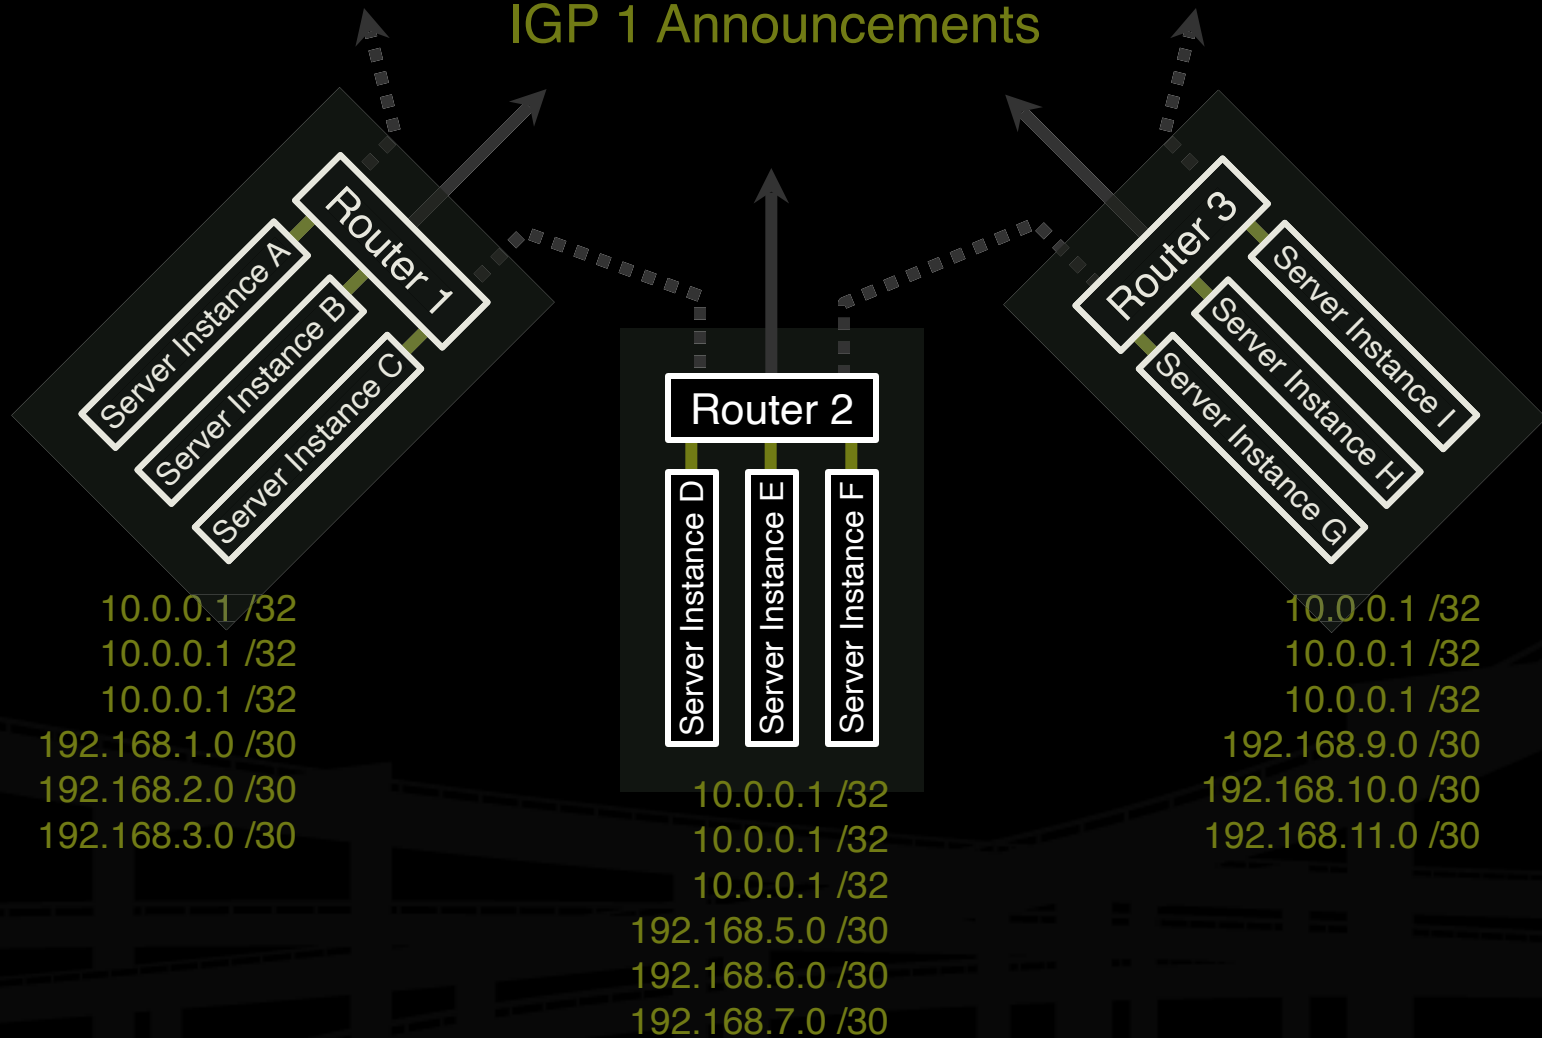 IGP 1 Announcements
Router 1
Server Instance A
Server Instance B
Server Instance C
10.0.0.1 /32
10.0.0.1 /32
10.0.0.1 /32
192.168.1.0 /30
192.168.2.0 /30
192.168.3.0 /30
Router 2
Server Instance D
Server Instance E
Server Instance F
10.0.0.1 /32
10.0.0.1 /32
10.0.0.1 /32
192.168.5.0 /30
192.168.6.0 /30
192.168.7.0 /30
Router 3
Server Instance I
Server Instance H
Server Instance G
10.0.0.1 /32
10.0.0.1 /32
10.0.0.1 /32
192.168.9.0 /30
192.168.10.0 /30
192.168.11.0 /30